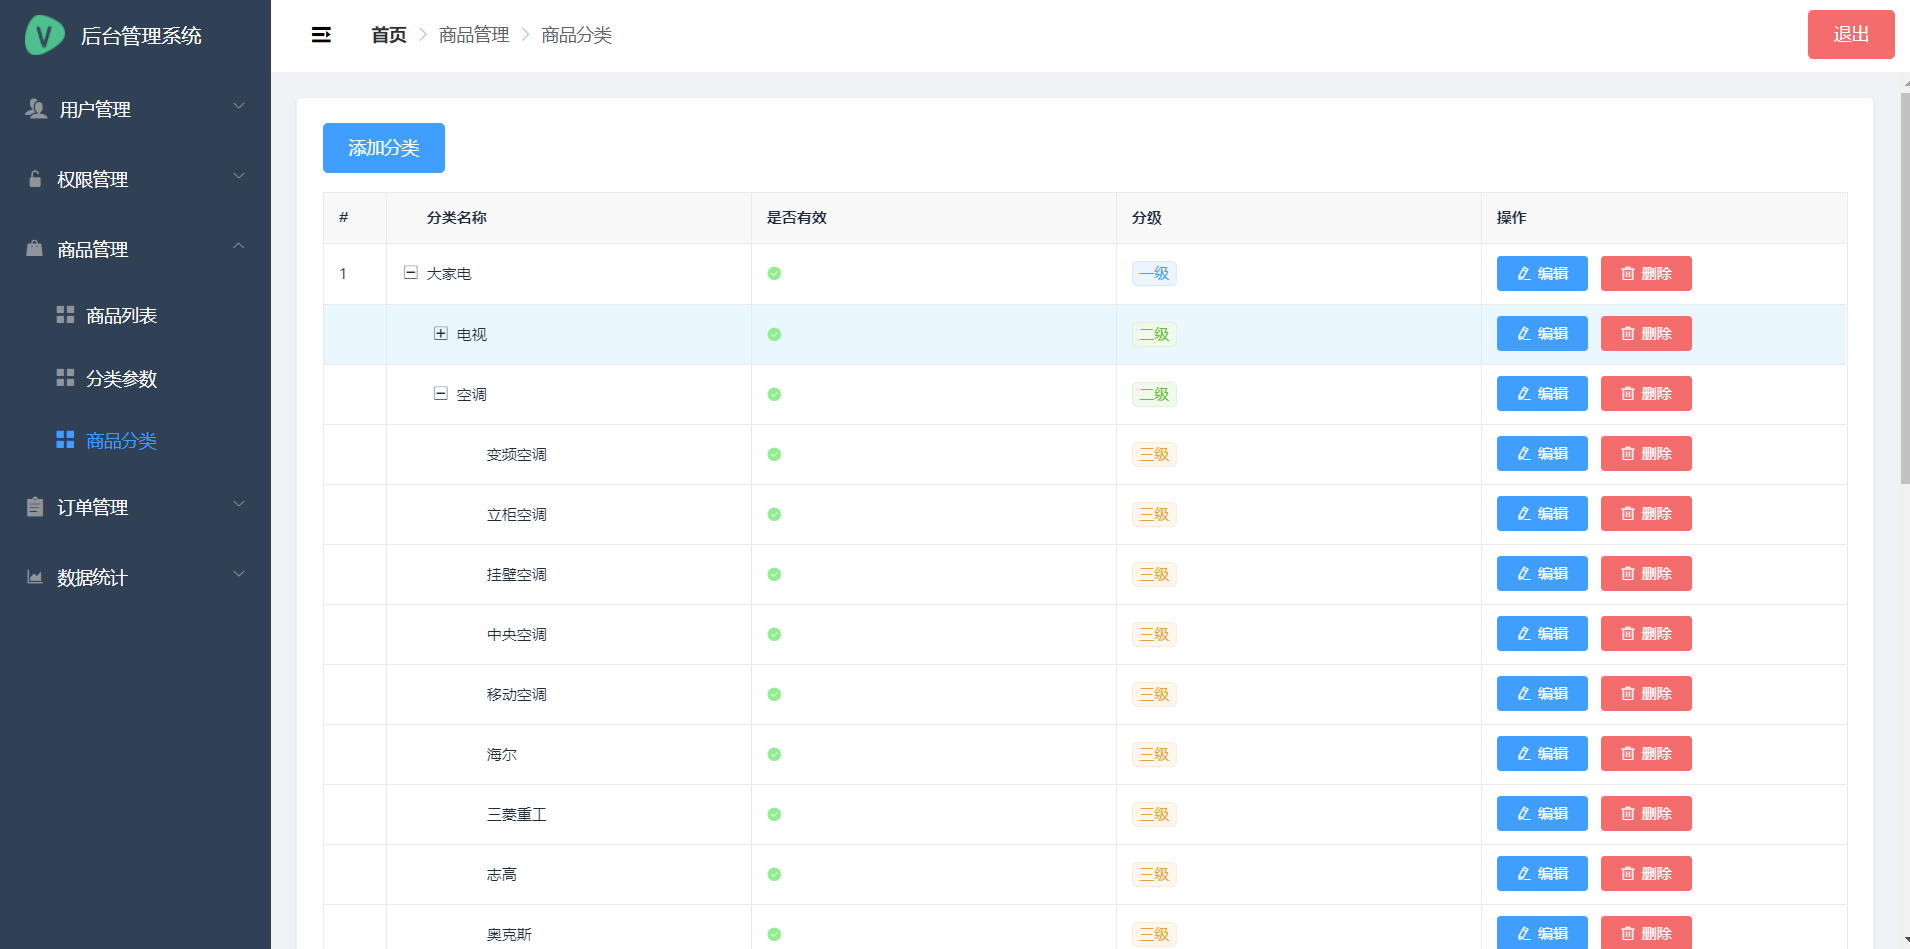 后台管理系统
首页 商品管理 商品分类
退出
用户管理
权限管理
商品管理
商品列表
分类参数
商品分类
订单管理
数据统计
添加分类
# 分类名称 是否有效 分级 操作
1 大家电 一级 编辑 删除
电视 二级 编辑 删除
空调 二级 编辑 删除
变频空调 三级 编辑 删除
立柜空调 三级 编辑 删除
挂壁空调 三级 编辑 删除
中央空调 三级 编辑 删除
移动空调 三级 编辑 删除
海尔 三级 编辑 删除
三菱重工 三级 编辑 删除
志高 三级 编辑 删除
奥克斯 三级 编辑 删除